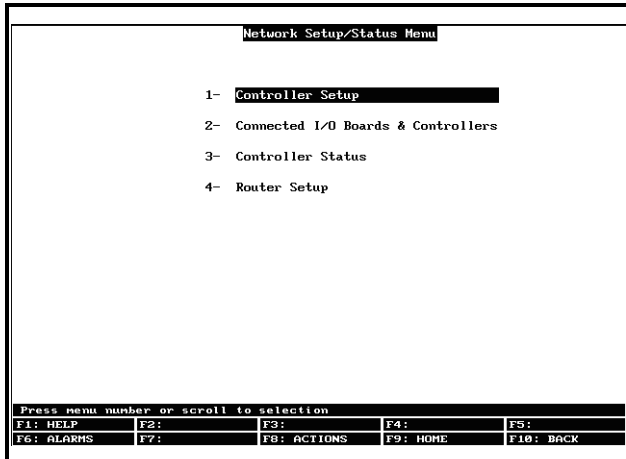 Network Setup/Status Menu
1- Controller Setup
2- Connected I/O Boards & Controllers
3- Controller Status
4- Router Setup
Press menu number or scroll to selection
F1: HELP F2: F3: F4: F5:
F6: ALARMS F7: F8: ACTIONS F9: HOME F10: BACK